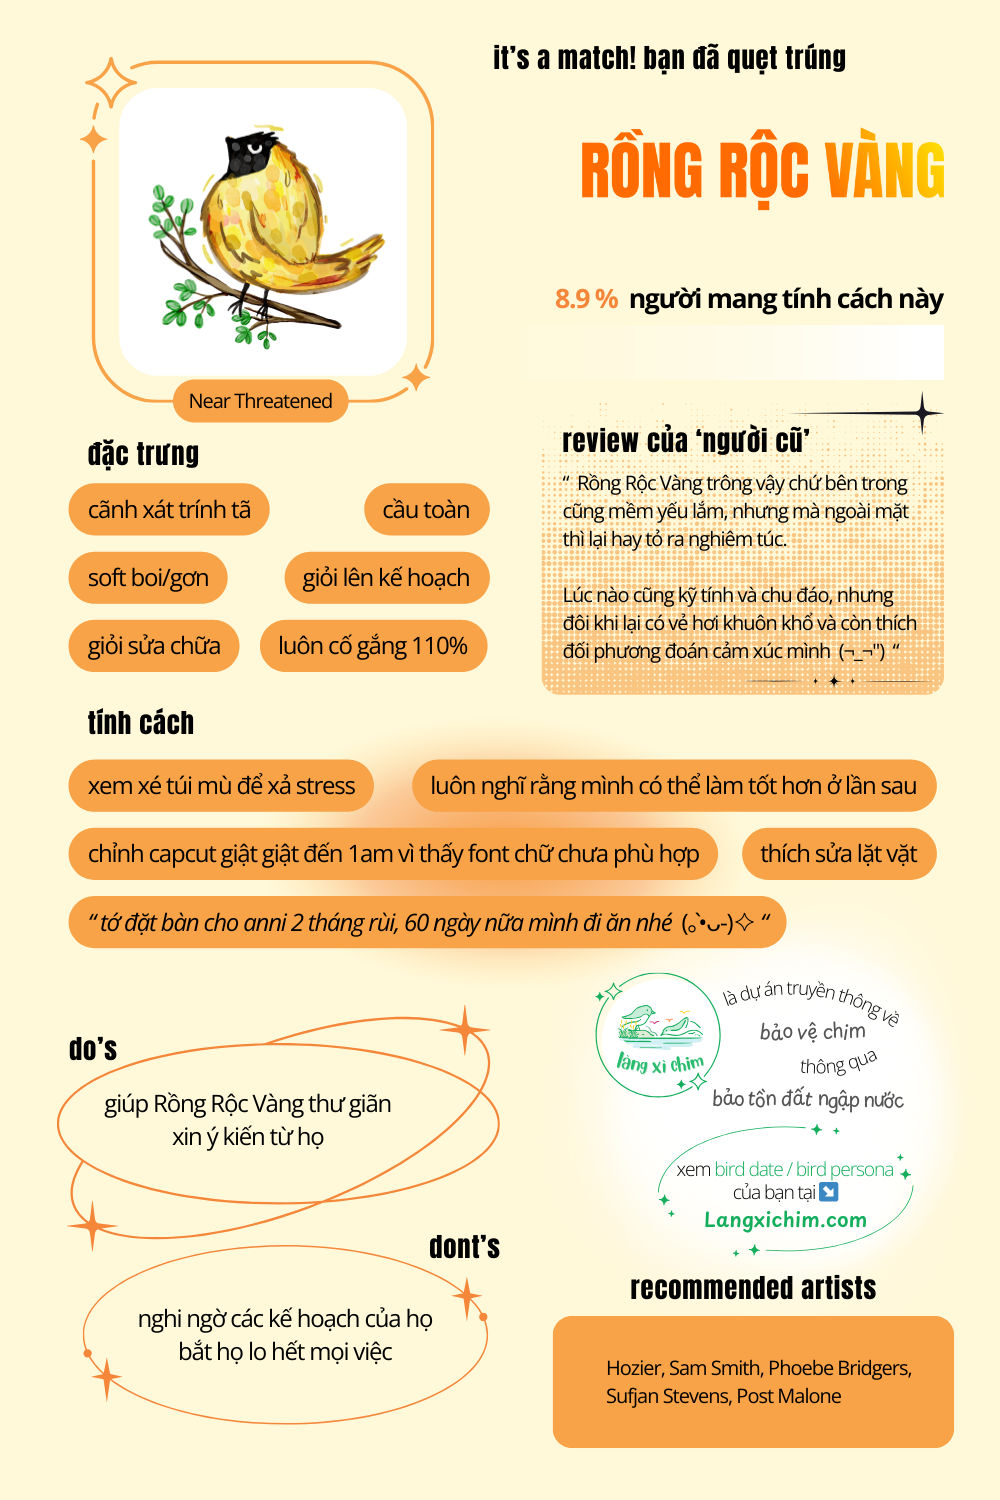 it's a match! bạn đã quẹt trúng
RỒNG RỘC VÀNG
8.9 % người mang tính cách này
Near Threatened
đặc trưng
cãnh xát trính tã
cầu toàn
soft boi/gơn
giỏi lên kế hoạch
giỏi sửa chữa
luôn cố gắng 110%
review của ‘người cũ’
“ Rồng Rộc Vàng trông vậy chứ bên trong
cũng mềm yếu lắm, nhưng mà ngoài mặt
thì lại hay tỏ ra nghiêm túc.
Lúc nào cũng kỹ tính và chu đáo, nhưng
đôi khi lại có vẻ hơi khuôn khổ và còn thích
đối phương đoán cảm xúc mình (¬_¬") “
tính cách
xem xé túi mù để xả stress
luôn nghĩ rằng mình có thể làm tốt hơn ở lần sau
chỉnh capcut giật giật đến 1am vì thấy font chữ chưa phù hợp
thích sửa lặt vặt
“ tớ đặt bàn cho anni 2 tháng rùi, 60 ngày nữa mình đi ăn nhé (｡•̀ᴗ-)✧ “
do’s
giúp Rồng Rộc Vàng thư giãn
xin ý kiến từ họ
dont’s
nghi ngờ các kế hoạch của họ
bắt họ lo hết mọi việc
làng xì chim
là dự án truyền thông về
bảo vệ chim
thông qua
bảo tồn đất ngập nước
xem bird date / bird persona
của bạn tại ↘️
Langxichim.com
recommended artists
Hozier, Sam Smith, Phoebe Bridgers,
Sufjan Stevens, Post Malone